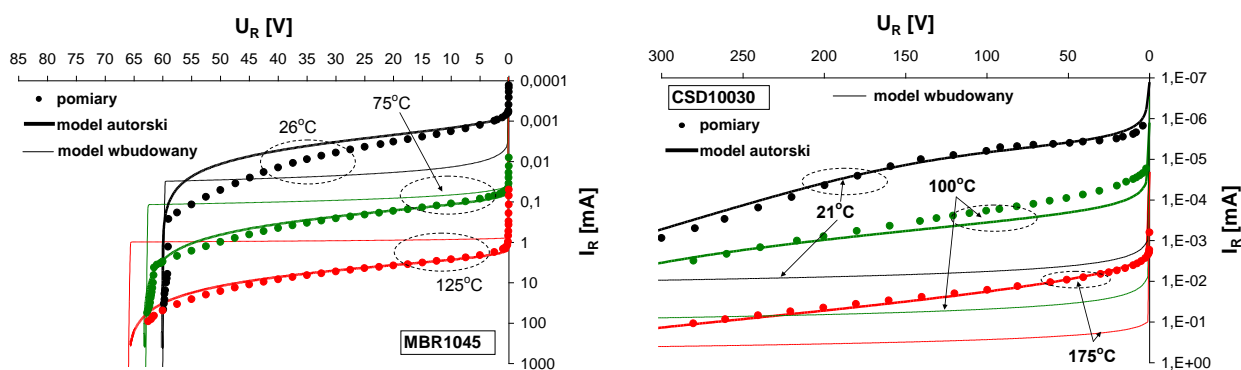 U_R [V]
85 80 75 70 65 60 55 50 45 40 35 30 25 20 15 10 5 0
0,0001
0,001
0,01
0,1
1
10
100
1000
I_R [mA]
pomiary
model autorski
model wbudowany
26°C
75°C
125°C
MBR1045
U_R [V]
300 250 200 150 100 50 0
1,E-07
1,E-06
1,E-05
1,E-04
1,E-03
1,E-02
1,E-01
1,E+00
I_R [mA]
CSD10030
model wbudowany
pomiary
model autorski
21°C
100°C
175°C